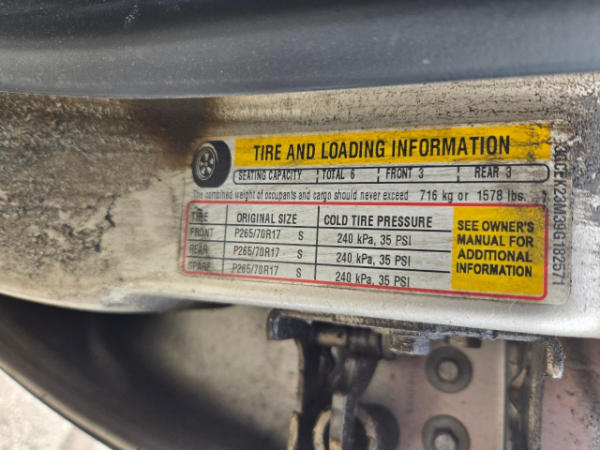 TIRE AND LOADING INFORMATION
SEATING CAPACITY TOTAL 6 FRONT 3 REAR 3
The combined weight of occupants and cargo should never exceed 716 kg or 1578 lbs.
TIRE ORIGINAL SIZE COLD TIRE PRESSURE
FRONT P265/70R17 S 240 kPa, 35 PSI
REAR P265/70R17 S 240 kPa, 35 PSI
SPARE P265/70R17 S 240 kPa, 35 PSI
SEE OWNER'S
MANUAL FOR
ADDITIONAL
INFORMATION